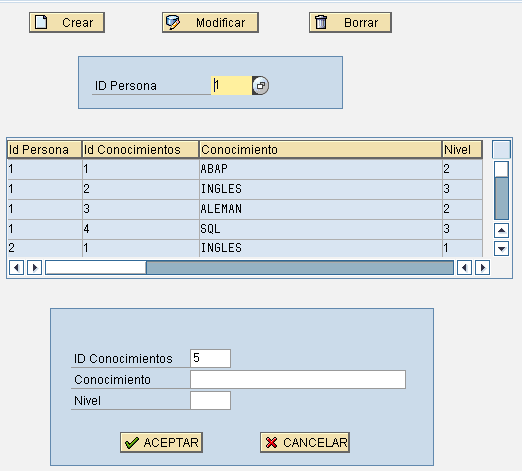 Crear Modificar Borrar
ID Persona 1
Id Persona Id Conocimientos Conocimiento Nivel
1 1 ABAP 2
1 2 INGLES 3
1 3 ALEMAN 2
1 4 SQL 3
2 1 INGLES 1
ID Conocimientos 5
Conocimiento
Nivel
ACEPTAR CANCELAR